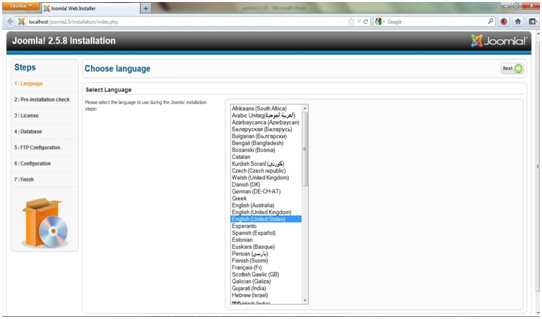 Firefox
Joomla! Web Installer
localhost/joomla2.5/installation/index.php
Google
Joomla! 2.5.8 Installation
Joomla!
Steps
1 : Language
2 : Pre-Installation check
3 : License
4 : Database
5 : FTP Configuration
6 : Configuration
7 : Finish
Choose language
Next
Select Language
Please select the language to use during the Joomla! installation
steps:
Afrikaans (South Africa)
Arabic Unitag (العربية الموحدة)
Azerbaycanca (Azerbaycan)
Беларуская (Беларусь)
Bulgarian (Български)
Bengali (Bangladesh)
Bosanski (Bosnia)
Catalan
Kurdish Soranî (كوردى)
Czech (Czech republic)
Welsh (United Kingdom)
Danish (DK)
German (DE-CH-AT)
Greek
English (Australia)
English (United Kingdom)
English (United States)
Esperanto
Spanish (Español)
Estonian
Euskara (Basque)
Persian (پارسی)
Finnish (Suomi)
Français (Fr)
Scottish Gaelic (GB)
Galician (Galiza)
Gujarati (India)
Hebrew (Israel)